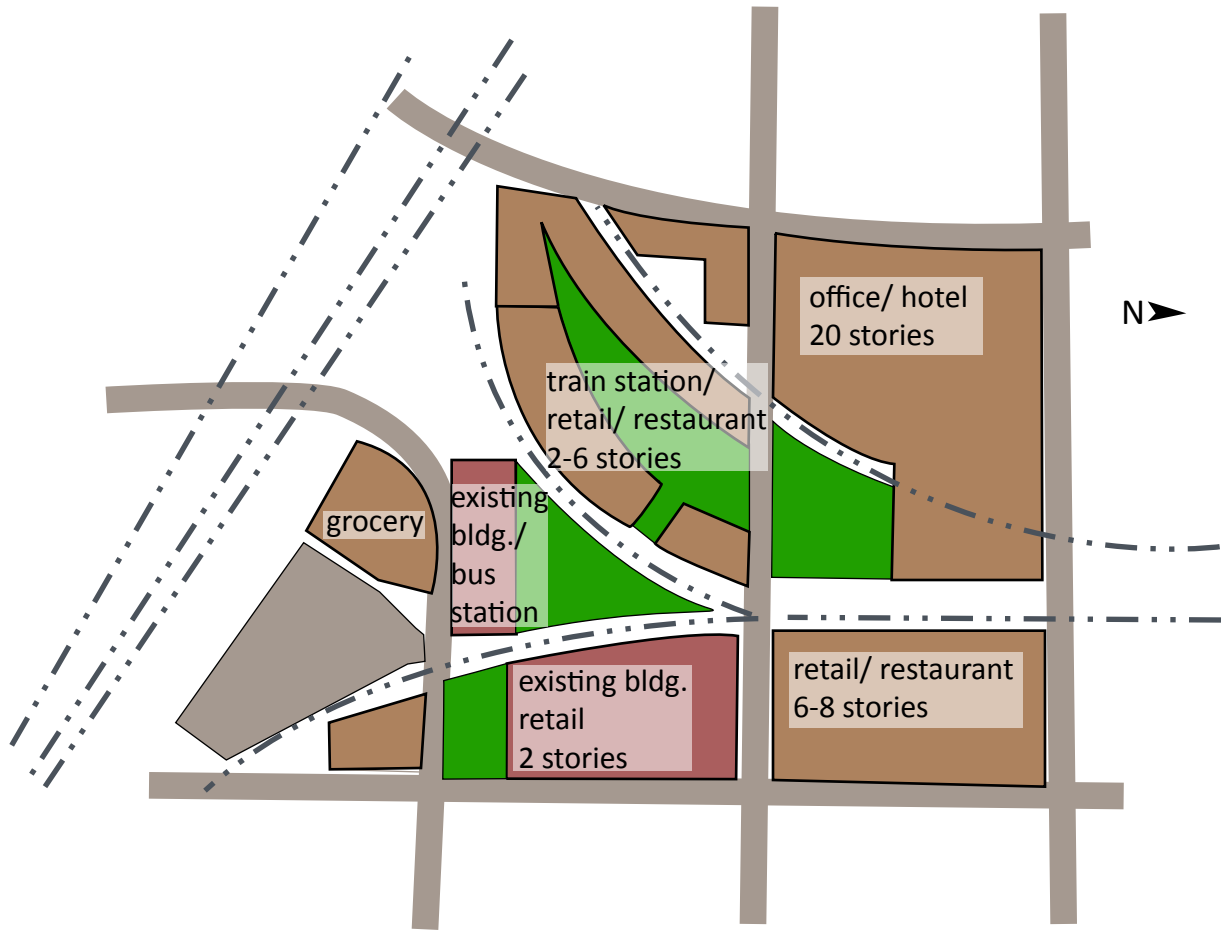 office/ hotel
20 stories
N
train station/
retail/ restaurant
2-6 stories
existing
bldg./
bus
station
grocery
existing bldg.
retail
2 stories
retail/ restaurant
6-8 stories